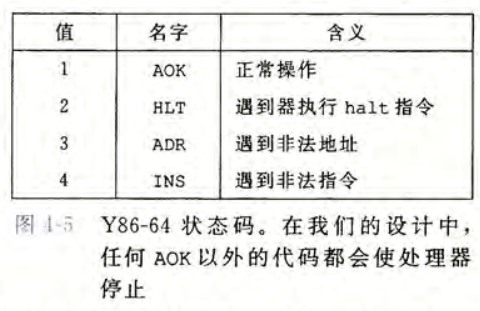 值 名字 含义
1 AOK 正常操作
2 HLT 遇到器执行 halt 指令
3 ADR 遇到非法地址
4 INS 遇到非法指令
图 4-5 Y86-64 状态码。在我们的设计中，
任何 AOK 以外的代码都会使处理器
停止